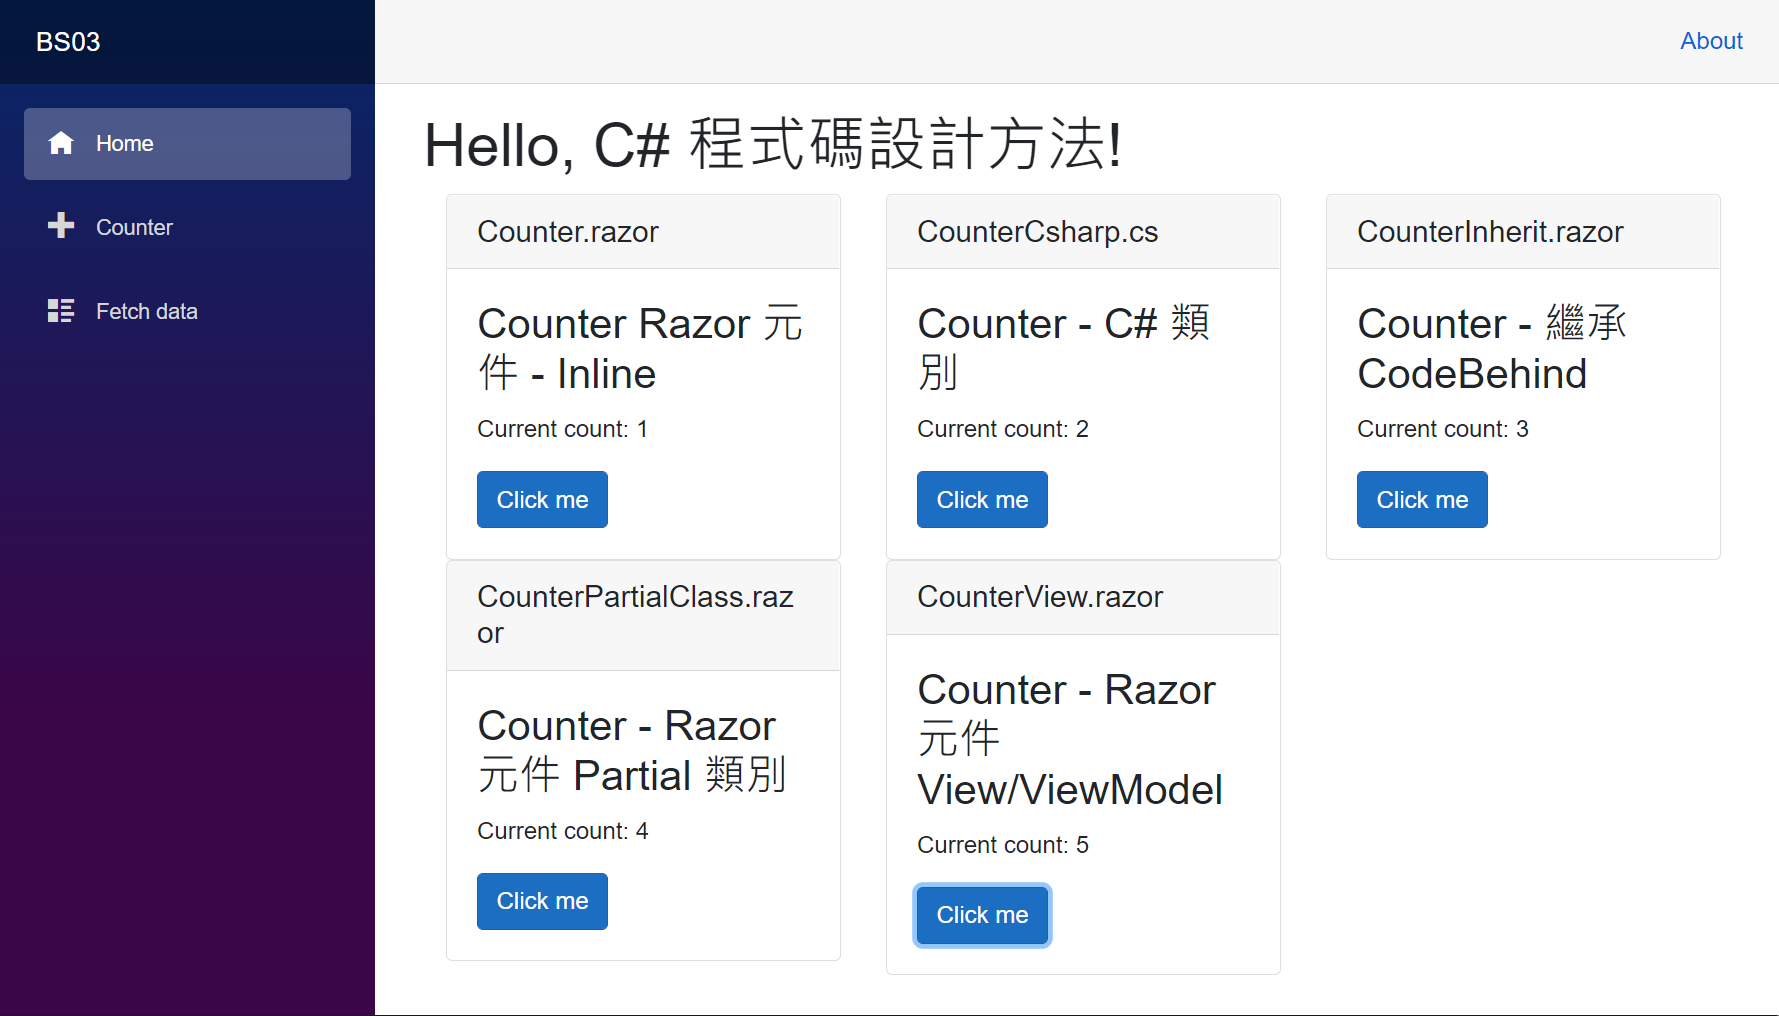 BS03
About
Home
Counter
Fetch data
Hello, C# 程式碼設計方法!
Counter.razor
Counter Razor 元
件 - Inline
Current count: 1
Click me
CounterCsharp.cs
Counter - C# 類
別
Current count: 2
Click me
CounterInherit.razor
Counter - 繼承
CodeBehind
Current count: 3
Click me
CounterPartialClass.raz
or
Counter - Razor
元件 Partial 類別
Current count: 4
Click me
CounterView.razor
Counter - Razor
元件
View/ViewModel
Current count: 5
Click me